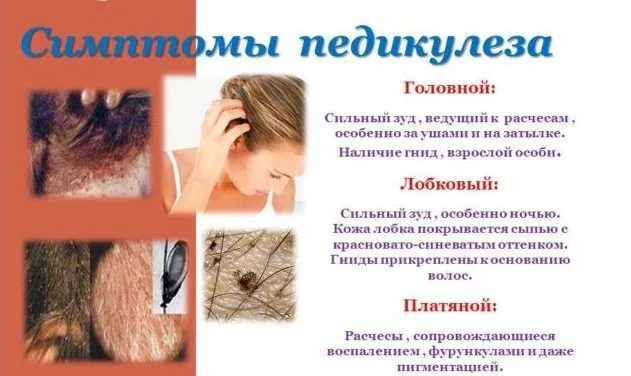 Симптомы педикулеза
Головной:
Сильный зуд , ведущий к расчесам ,
особенно за ушами и на затылке.
Наличие гнид , взрослой особи.
Лобковый:
Сильный зуд , особенно ночью.
Кожа лобка покрывается сыпью с
красновато-синеватым оттенком.
Гниды прикреплены к основанию
волос.
Платяной:
Расчесы , сопровождающиеся
воспалением , фурункулами и даже
пигментацией.